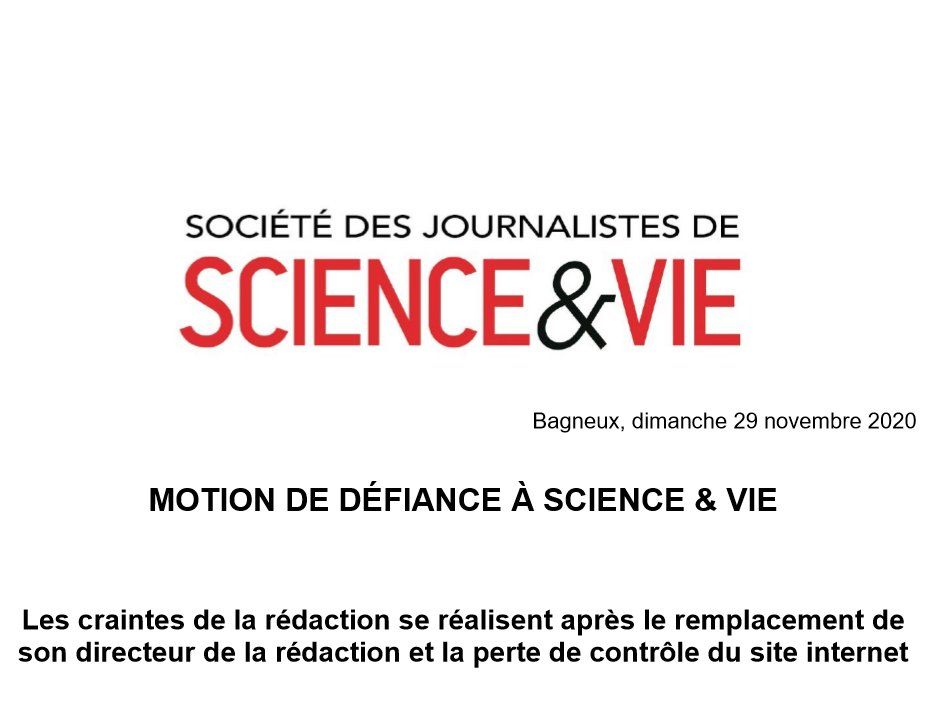 SOCIÉTÉ DES JOURNALISTES DE
SCIENCE&VIE
Bagneux, dimanche 29 novembre 2020
MOTION DE DÉFIANCE À SCIENCE & VIE
Les craintes de la rédaction se réalisent après le remplacement de
son directeur de la rédaction et la perte de contrôle du site internet